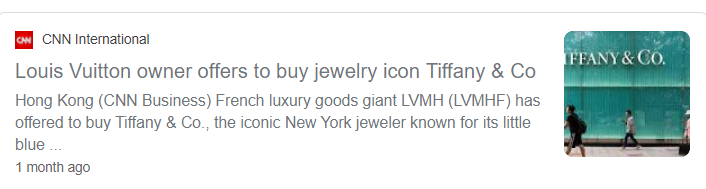 CNN CNN International
Louis Vuitton owner offers to buy jewelry icon Tiffany & Co
Hong Kong (CNN Business) French luxury goods giant LVMH (LVMHF) has
offered to buy Tiffany & Co., the iconic New York jeweler known for its little
blue ...
1 month ago
TIFFANY & CO.